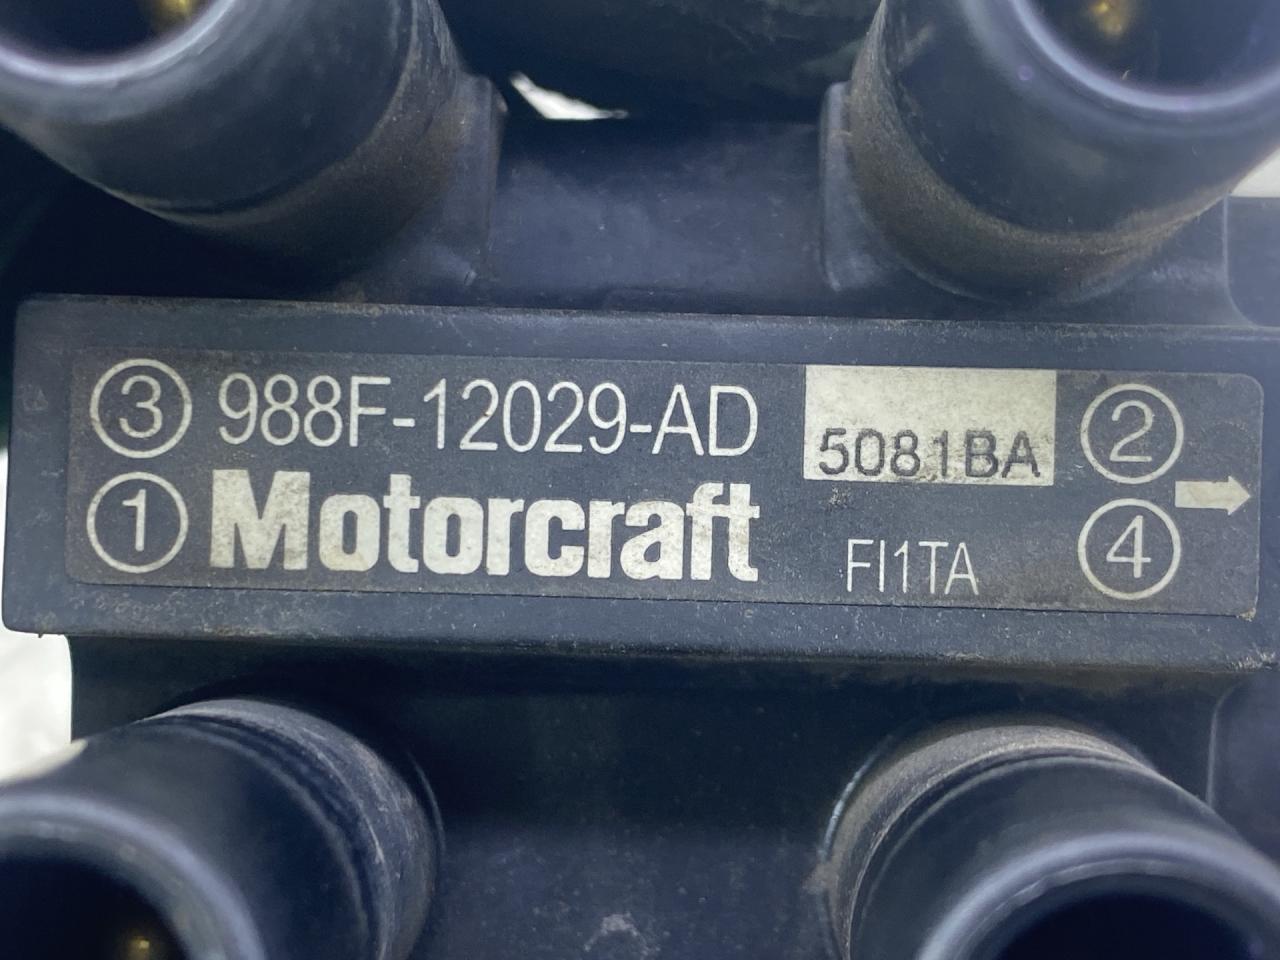 ③ 988F-12029-AD 5081BA ②
① Motorcraft FI1TA ④